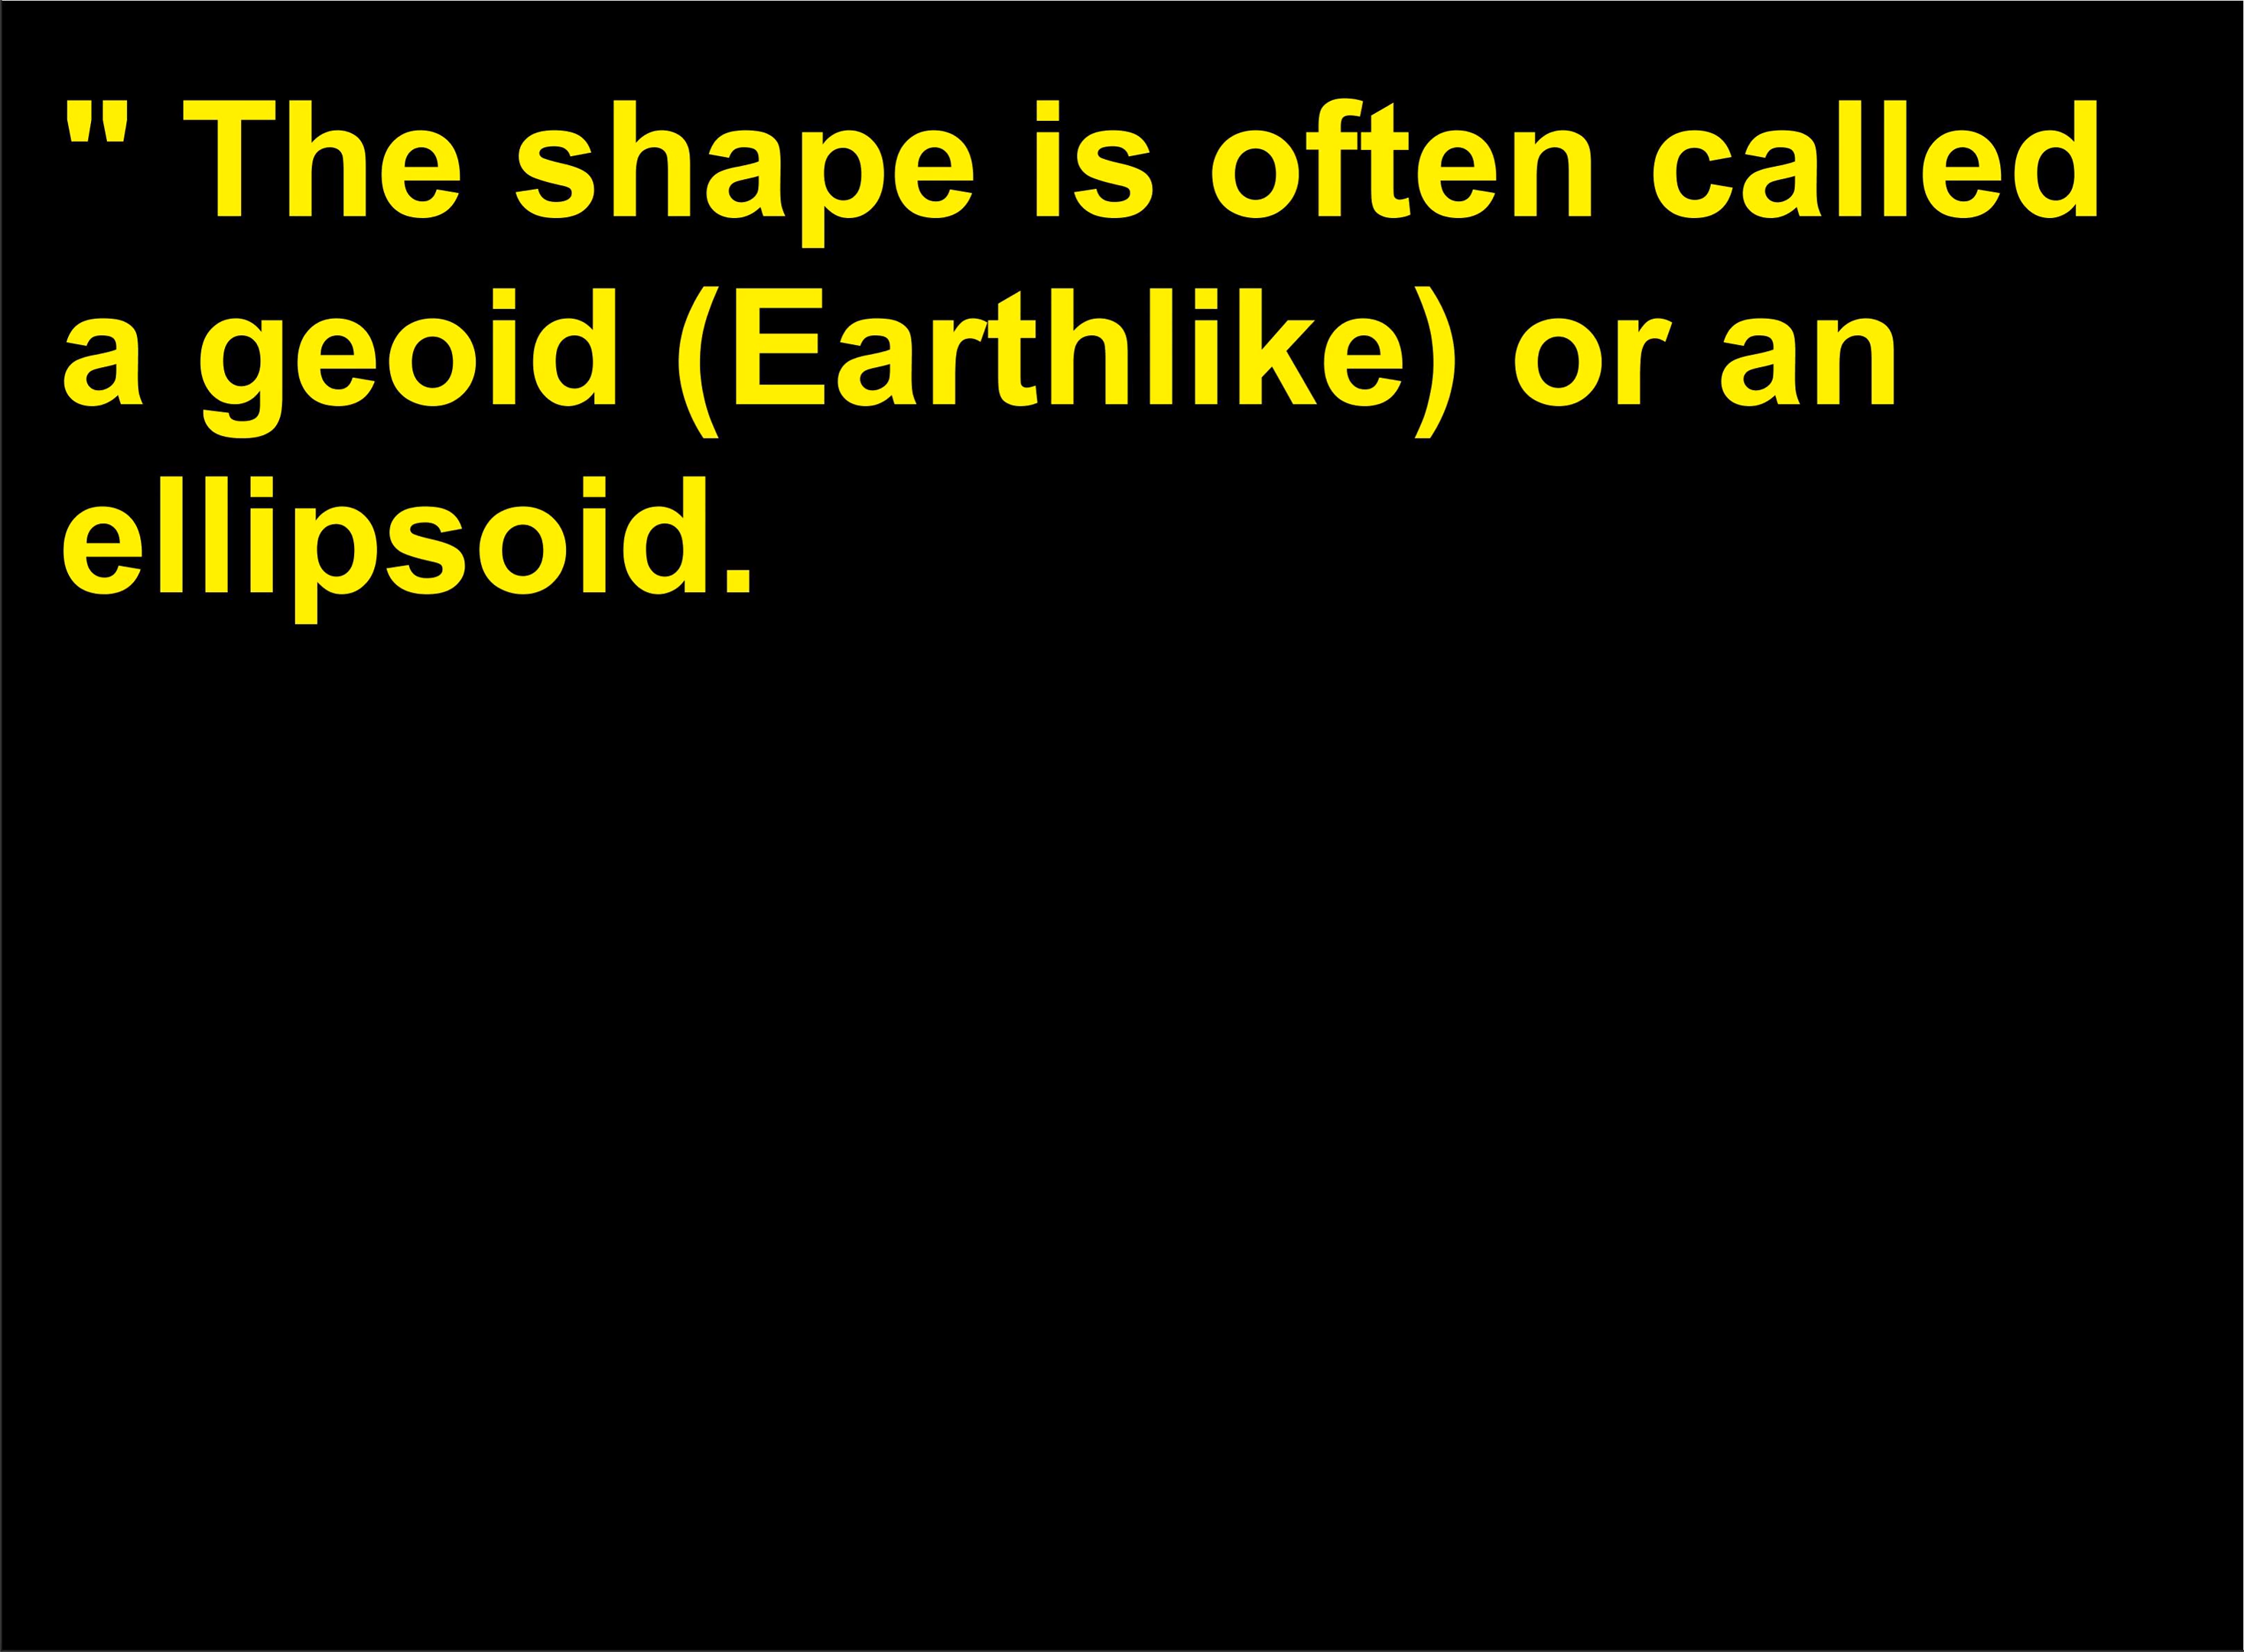 " The shape is often called
a geoid (Earthlike) or an
ellipsoid.